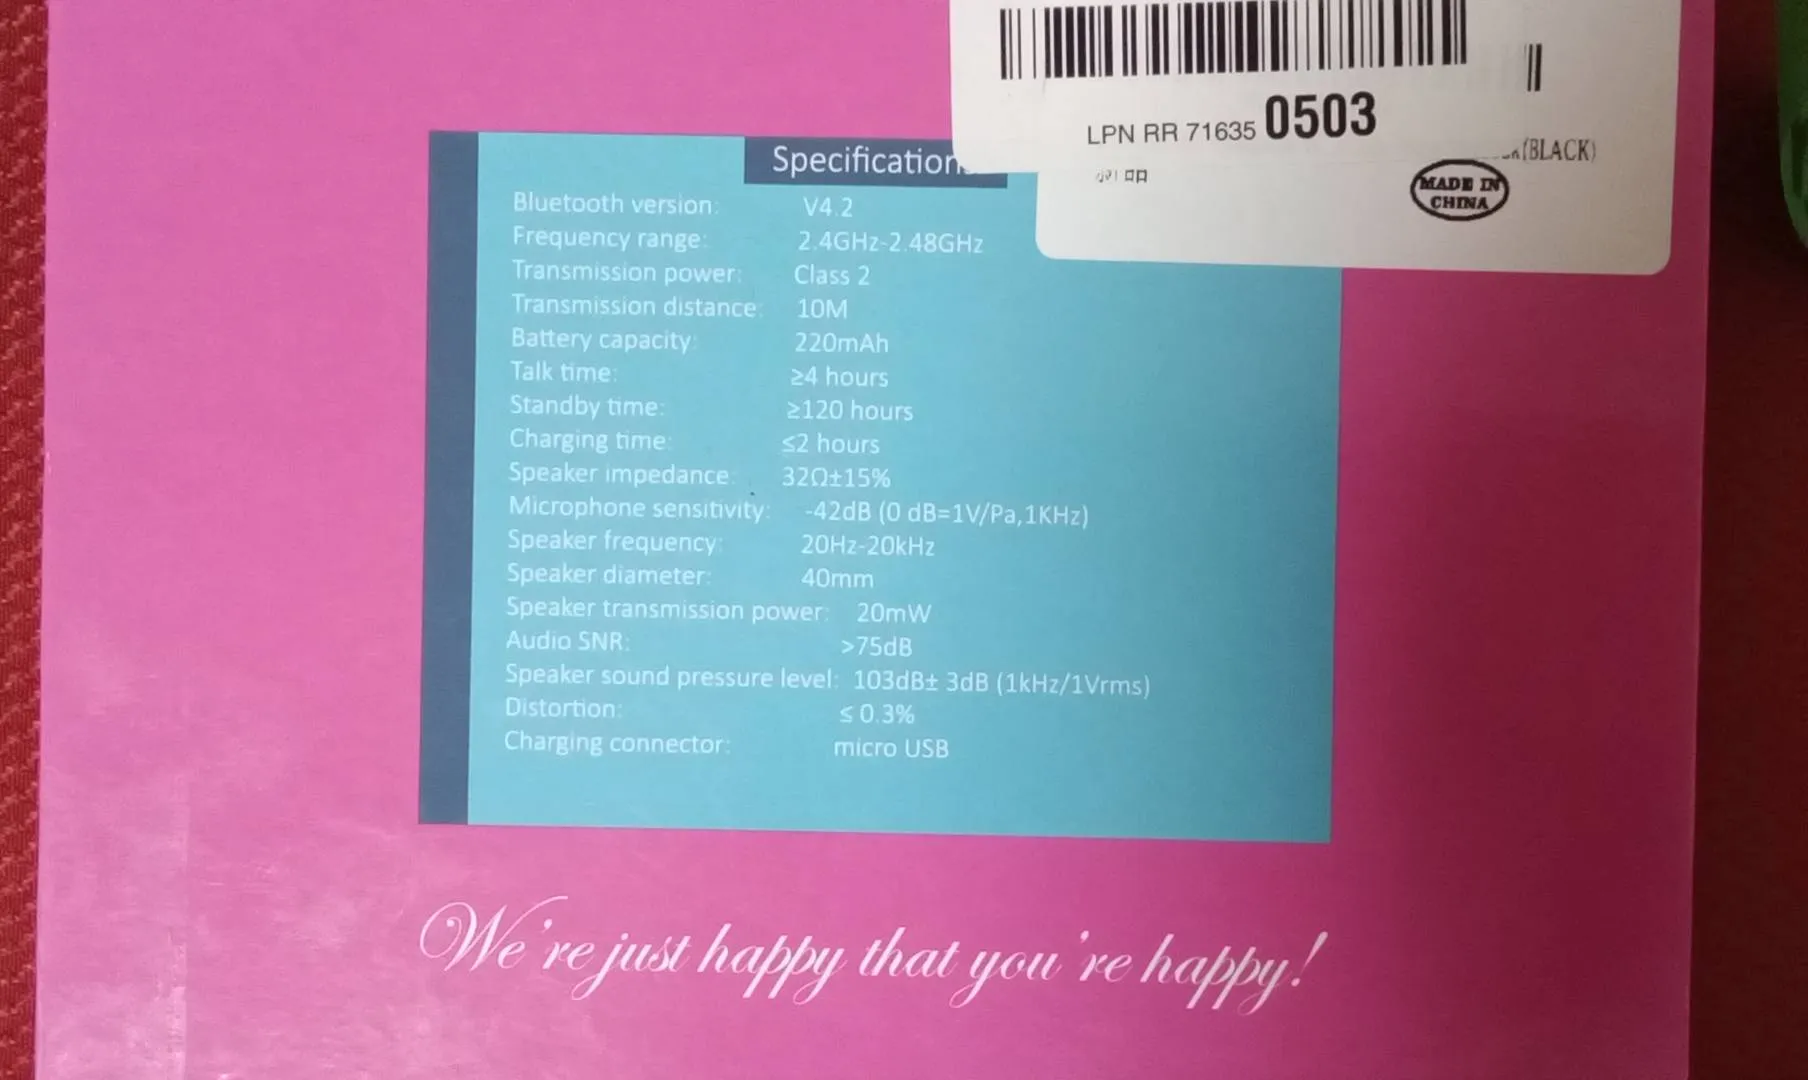 LPN RR 71635 0503
(BLACK)
MADE IN
CHINA
Specification
Bluetooth version: V4.2
Frequency range: 2.4GHz-2.48GHz
Transmission power: Class 2
Transmission distance: 10M
Battery capacity: 220mAh
Talk time: ≥4 hours
Standby time: ≥120 hours
Charging time: ≤2 hours
Speaker impedance: 32Ω±15%
Microphone sensitivity: -42dB (0 dB=1V/Pa,1KHz)
Speaker frequency: 20Hz-20kHz
Speaker diameter: 40mm
Speaker transmission power: 20mW
Audio SNR: >75dB
Speaker sound pressure level: 103dB± 3dB (1kHz/1Vrms)
Distortion: ≤ 0.3%
Charging connector: micro USB
We're just happy that you're happy!